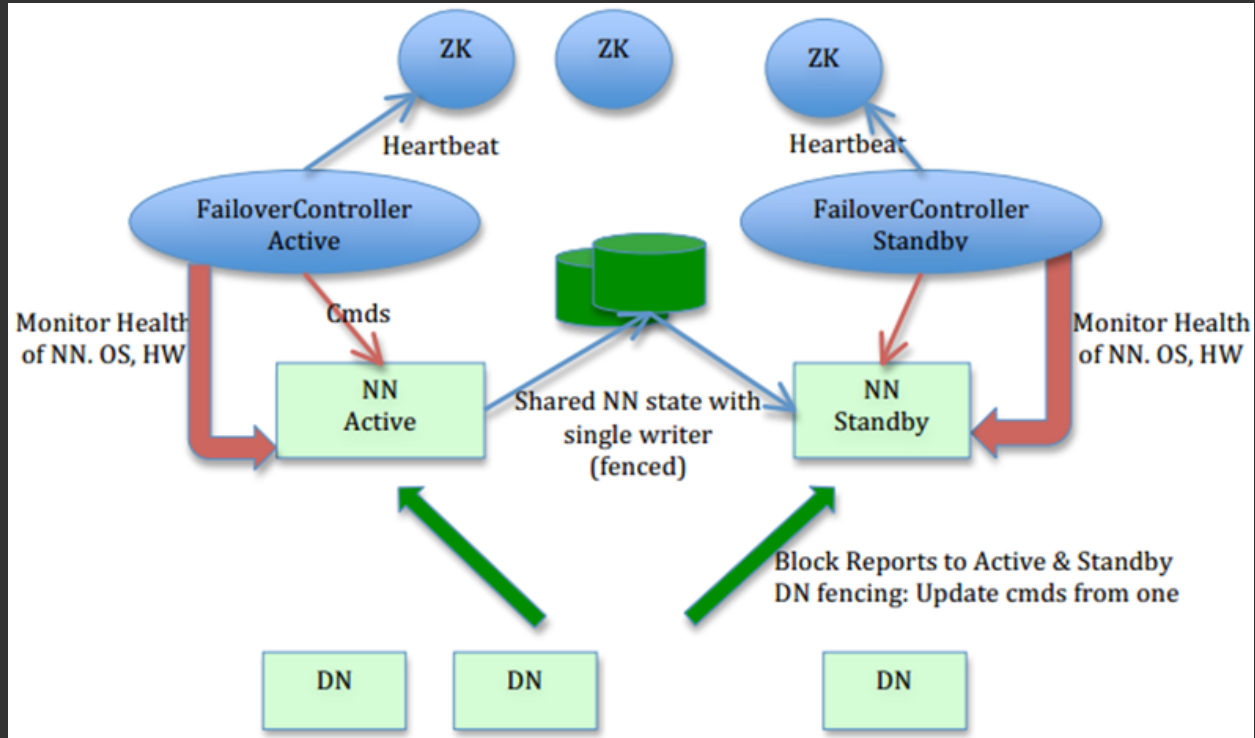 ZK
ZK
ZK
Heartbeat
Heartbeat
FailoverController
Active
FailoverController
Standby
Cmds
Monitor Health
of NN. OS, HW
Monitor Health
of NN. OS, HW
NN
Active
Shared NN state with
single writer
(fenced)
NN
Standby
Block Reports to Active & Standby
DN fencing: Update cmds from one
DN
DN
DN